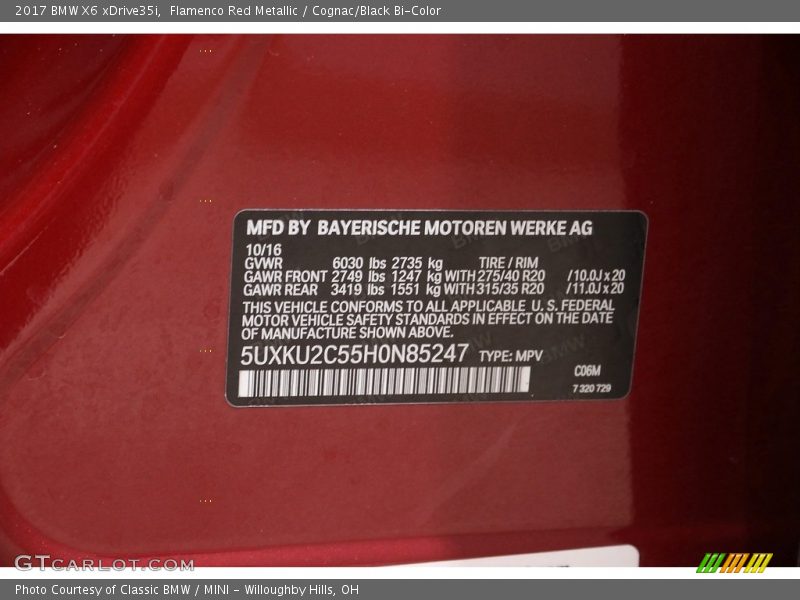 2017 BMW X6 xDrive35i, Flamenco Red Metallic / Cognac/Black Bi-Color
MFD BY BAYERISCHE MOTOREN WERKE AG
10/16
GVWR 6030 lbs 2735 kg TIRE / RIM
GAWR FRONT 2749 lbs 1247 kg WITH 275/40 R20 /10.0J x 20
GAWR REAR 3419 lbs 1551 kg WITH 315/35 R20 /11.0J x 20
THIS VEHICLE CONFORMS TO ALL APPLICABLE U.S. FEDERAL
MOTOR VEHICLE SAFETY STANDARDS IN EFFECT ON THE DATE
OF MANUFACTURE SHOWN ABOVE.
5UXKU2C55H0N85247 TYPE: MPV
C06M
7 320 729
GTCARLOT.COM
Photo Courtesy of Classic BMW / MINI - Willoughby Hills, OH